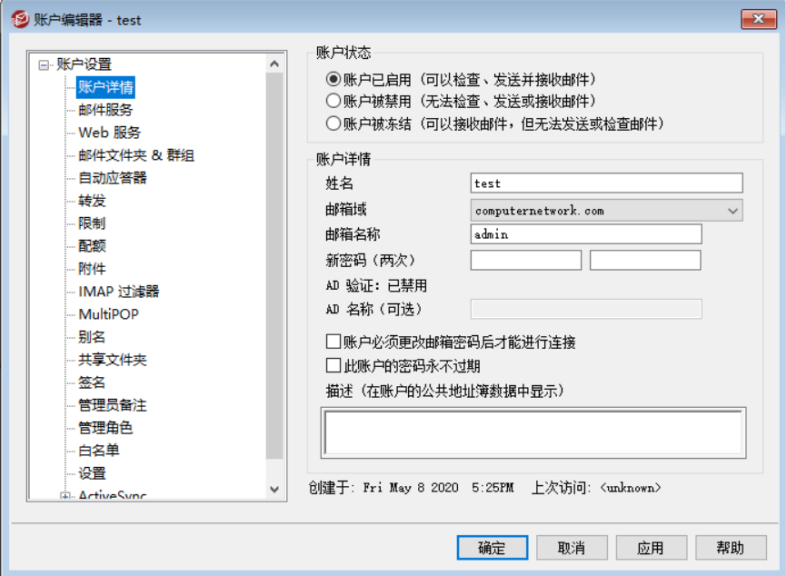 账户编辑器 - test
账户设置
账户详情
邮件服务
Web 服务
邮件文件夹 & 群组
自动应答器
转发
限制
配额
附件
IMAP 过滤器
MultiPOP
别名
共享文件夹
签名
管理员备注
管理角色
白名单
设置
ActiveSync
账户状态
账户已启用（可以检查、发送并接收邮件）
账户被禁用（无法检查、发送或接收邮件）
账户被冻结（可以接收邮件，但无法发送或检查邮件）
账户详情
姓名 test
邮箱域 computernetwork.com
邮箱名称 admin
新密码（两次）
AD 验证：已禁用
AD 名称（可选）
账户必须更改邮箱密码后才能进行连接
此账户的密码永不过期
描述（在账户的公共地址簿数据中显示）
创建于: Fri May 8 2020 5:25PM 上次访问: <unknown>
确定 取消 应用 帮助